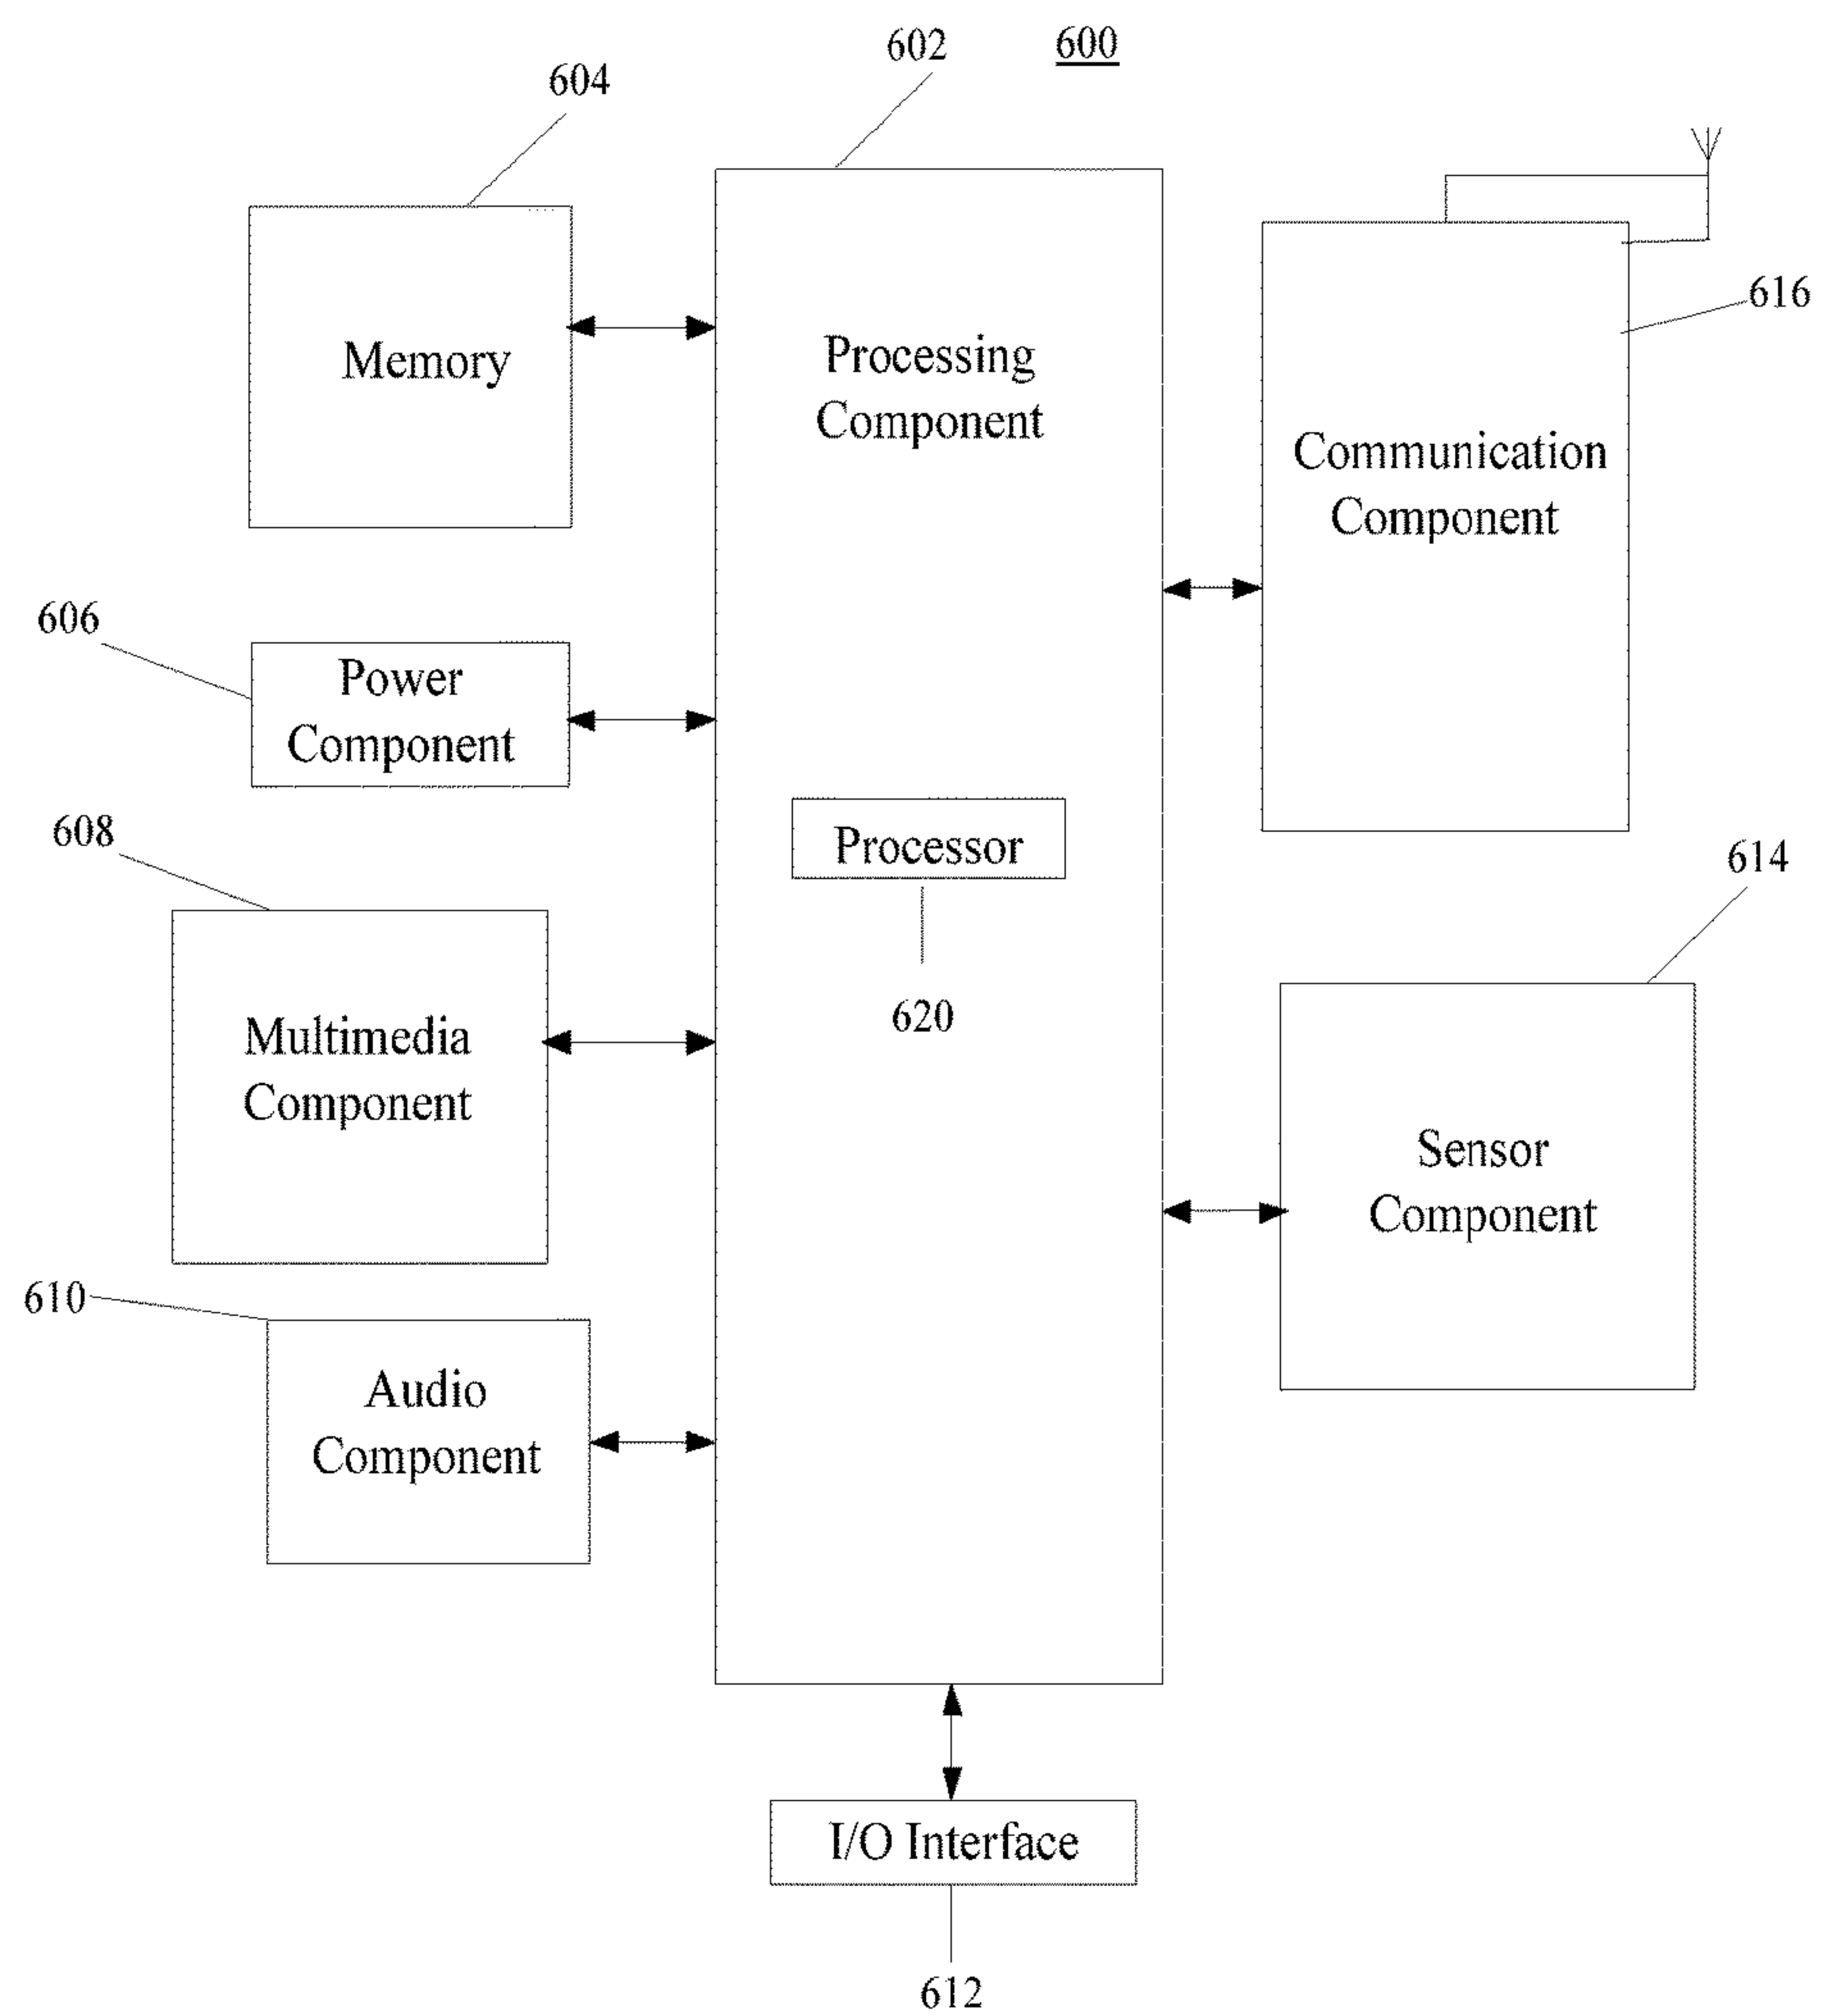 602
600
604
616
Memory
Processing
Component
Communication
Component
606
Power
Component
608
Processor
614
620
Multimedia
Component
Sensor
Component
610
Audio
Component
I/O Interface
612